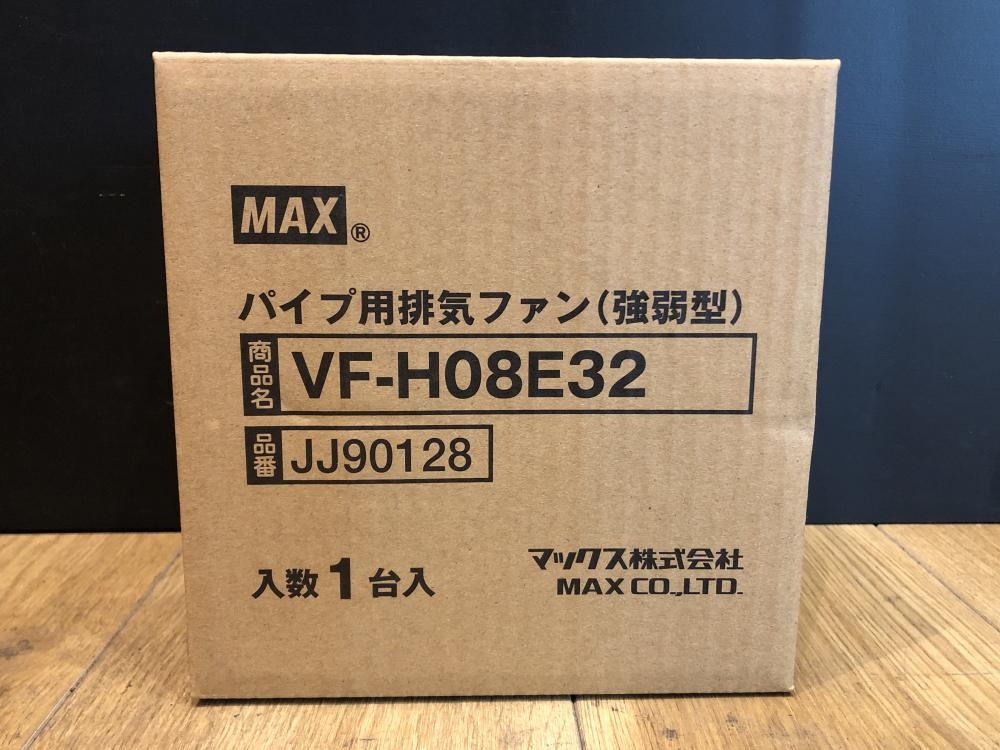 MAX®
パイプ用排気ファン(強弱型)
商品名 VF-H08E32
品番 JJ90128
入数 1 台入
マックス株式会社
MAX CO.,LTD.